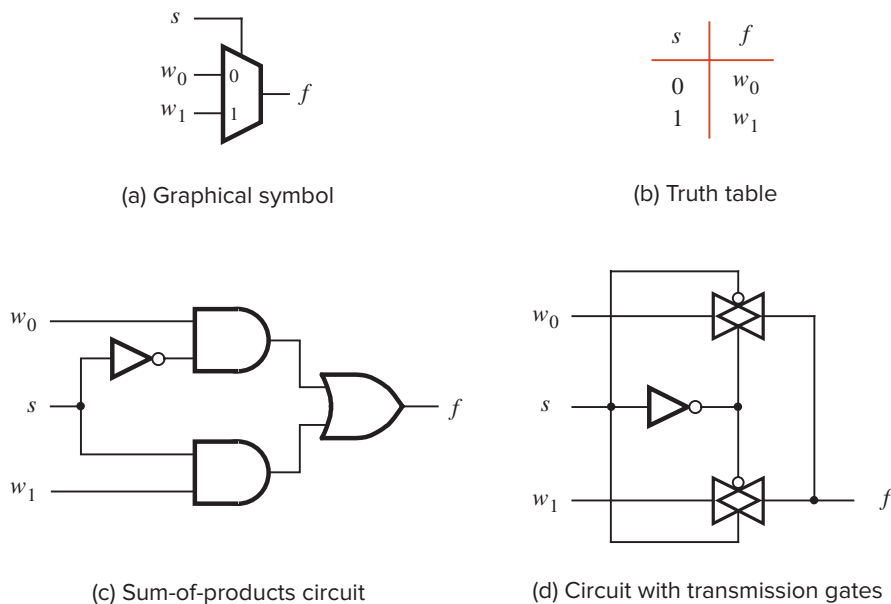 s
w0
0
w1
1
f
(a) Graphical symbol
s f
0 w0
1 w1
(b) Truth table
w0
s
w1
f
(c) Sum-of-products circuit
w0
s
w1
f
(d) Circuit with transmission gates